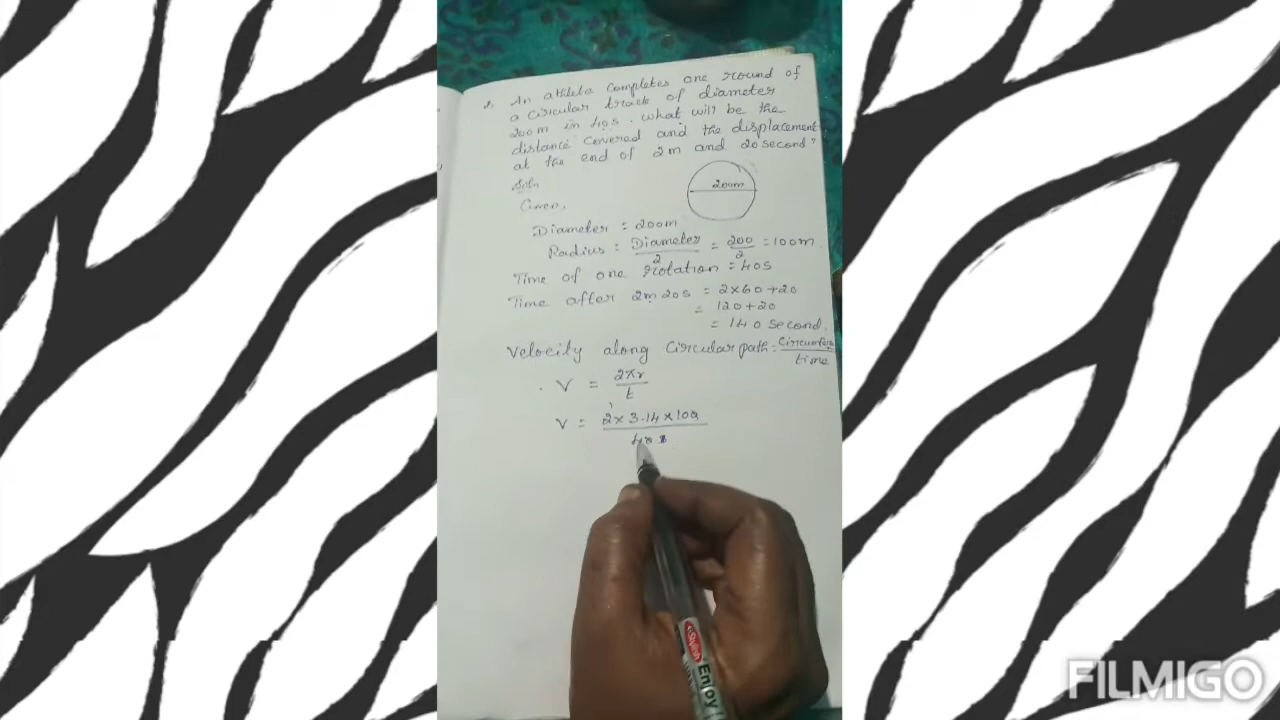 1. An athlete completes one round of
a circular track of diameter
200m in 40s. what will be the
distance covered and the displacement
at the end of 2m and 20second?
Soln
200m
Given,
Diameter = 200m
Radius = Diameter/2 = 200/2 = 100m.
Time of one rotation = 40s
Time after 2m 20s = 2x60+20
= 120+20
= 140 second.
Velocity along circular path = /time
V = 2πr/t
V = 2 x 3.14 x 100/40
Stylish
Enjoy
FILMIGO